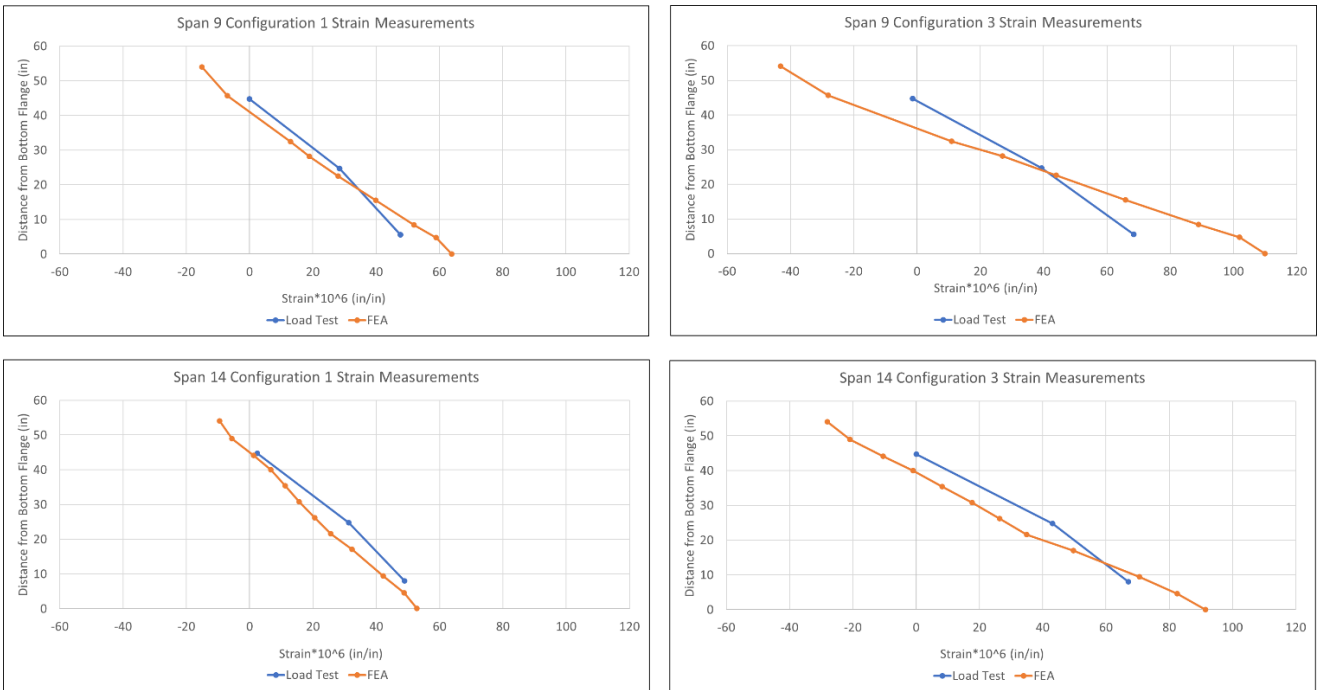 Span 9 Configuration 1 Strain Measurements
Distance from Bottom Flange (in)
60
50
40
30
20
10
0
-60 -40 -20 0 20 40 60 80 100 120
Strain*10^6 (in/in)
Load Test FEA
Span 9 Configuration 3 Strain Measurements
Distance from Bottom Flange (in)
60
50
40
30
20
10
0
-60 -40 -20 0 20 40 60 80 100 120
Strain*10^6 (in/in)
Load Test FEA
Span 14 Configuration 1 Strain Measurements
Distance from Bottom Flange (in)
60
50
40
30
20
10
0
-60 -40 -20 0 20 40 60 80 100 120
Strain*10^6 (in/in)
Load Test FEA
Span 14 Configuration 3 Strain Measurements
Distance from Bottom Flange (in)
60
50
40
30
20
10
0
-60 -40 -20 0 20 40 60 80 100 120
Strain*10^6 (in/in)
Load Test FEA